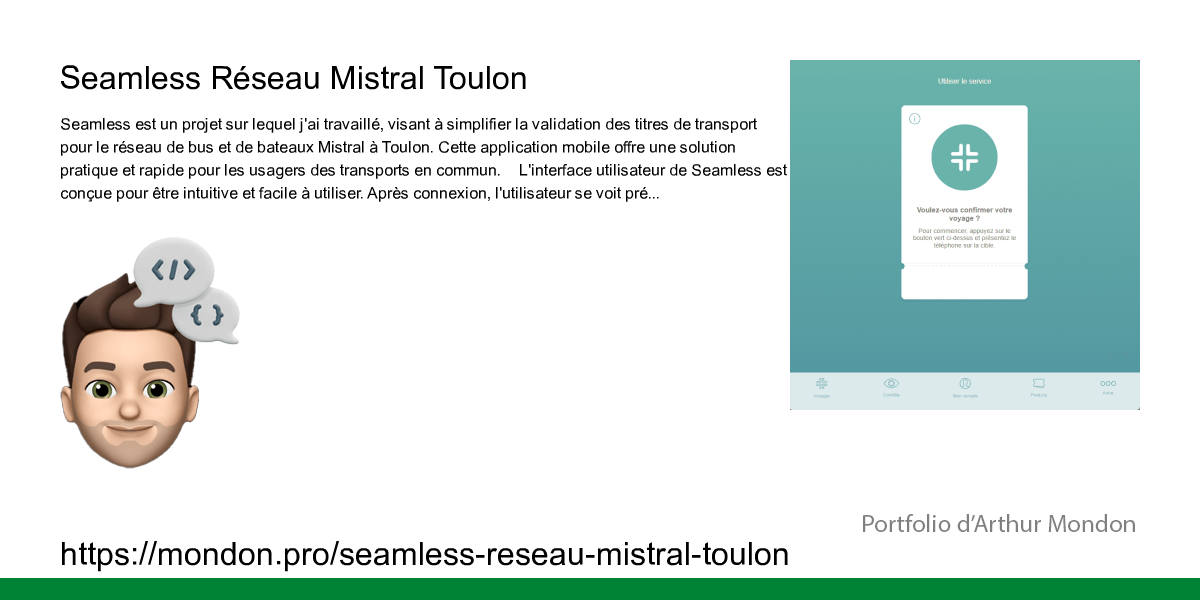 Seamless Réseau Mistral Toulon
Seamless est un projet sur lequel j'ai travaillé, visant à simplifier la validation des titres de transport
pour le réseau de bus et de bateaux Mistral à Toulon. Cette application mobile offre une solution
pratique et rapide pour les usagers des transports en commun. L'interface utilisateur de Seamless est
conçue pour être intuitive et facile à utiliser. Après connexion, l'utilisateur se voit pré...
</>
{ }
Utiliser le service
Voulez-vous confirmer votre
voyage ?
Pour commencer, appuyez sur le
bouton vert ci-dessus et présentez le
téléphone sur la cible.
Voyager
Contrôle
Mon compte
Produits
Portfolio d’Arthur Mondon
https://mondon.pro/seamless-reseau-mistral-toulon